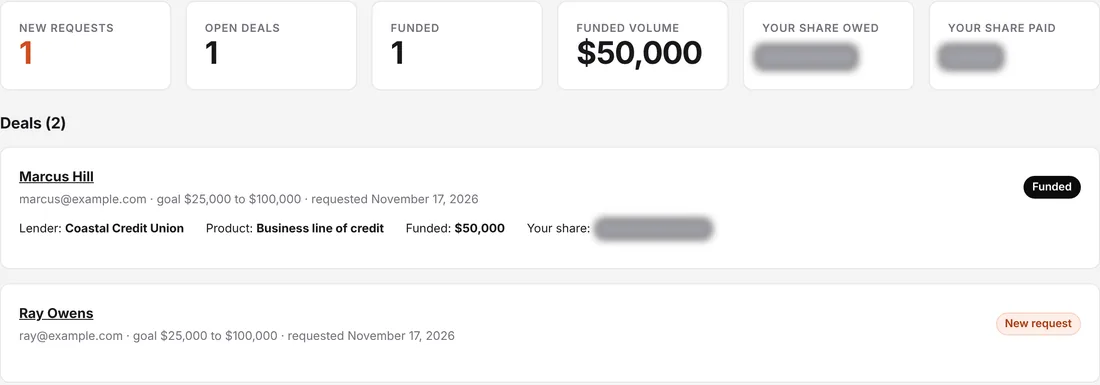 NEW REQUESTS
1
OPEN DEALS
1
FUNDED
1
FUNDED VOLUME
$50,000
YOUR SHARE OWED
YOUR SHARE PAID
Deals (2)
Marcus Hill
Funded
marcus@example.com · goal $25,000 to $100,000 · requested November 17, 2026
Lender: Coastal Credit Union Product: Business line of credit Funded: $50,000 Your share:
Ray Owens
New request
ray@example.com · goal $25,000 to $100,000 · requested November 17, 2026